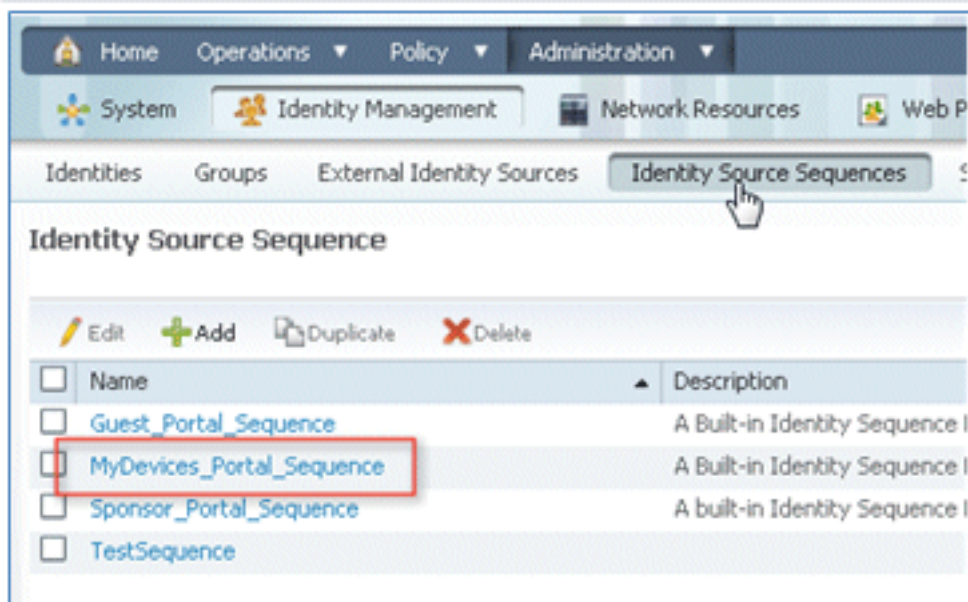 Home Operations Policy Administration
System Identity Management Network Resources Web P
Identities Groups External Identity Sources Identity Source Sequences S
Identity Source Sequence
Edit Add Duplicate Delete
Name Description
Guest_Portal_Sequence A Built-in Identity Sequence
MyDevices_Portal_Sequence A Built-in Identity Sequence
Sponsor_Portal_Sequence A built-in Identity Sequence
TestSequence